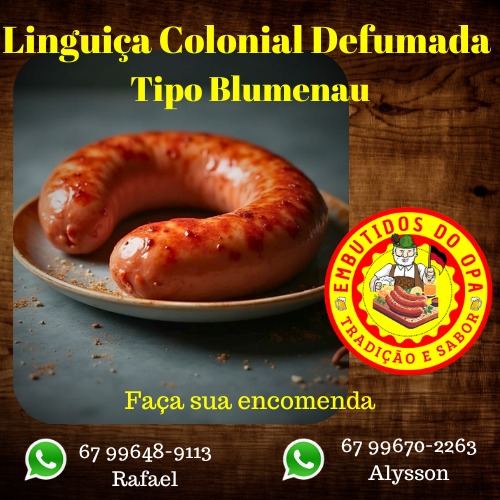 Linguiça Colonial Defumada
Tipo Blumenau
EMBUTIDOS DO OPA
TRADIÇÃO E SABOR
Faça sua encomenda
67 99648-9113
Rafael
67 99670-2263
Alysson